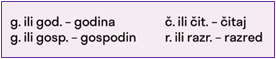 g. ili god. – godina
g. ili gosp. – gospodin
č. ili čit. – čitaj
r. ili razr. – razred